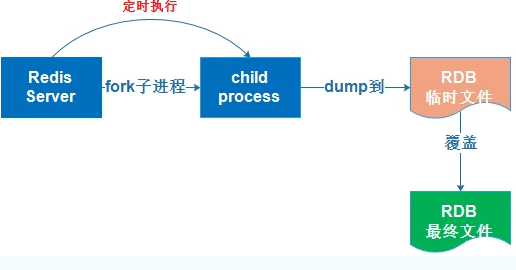 定时执行
Redis
Server
fork子进程
child
process
dump到
RDB
临时文件
覆盖
RDB
最终文件